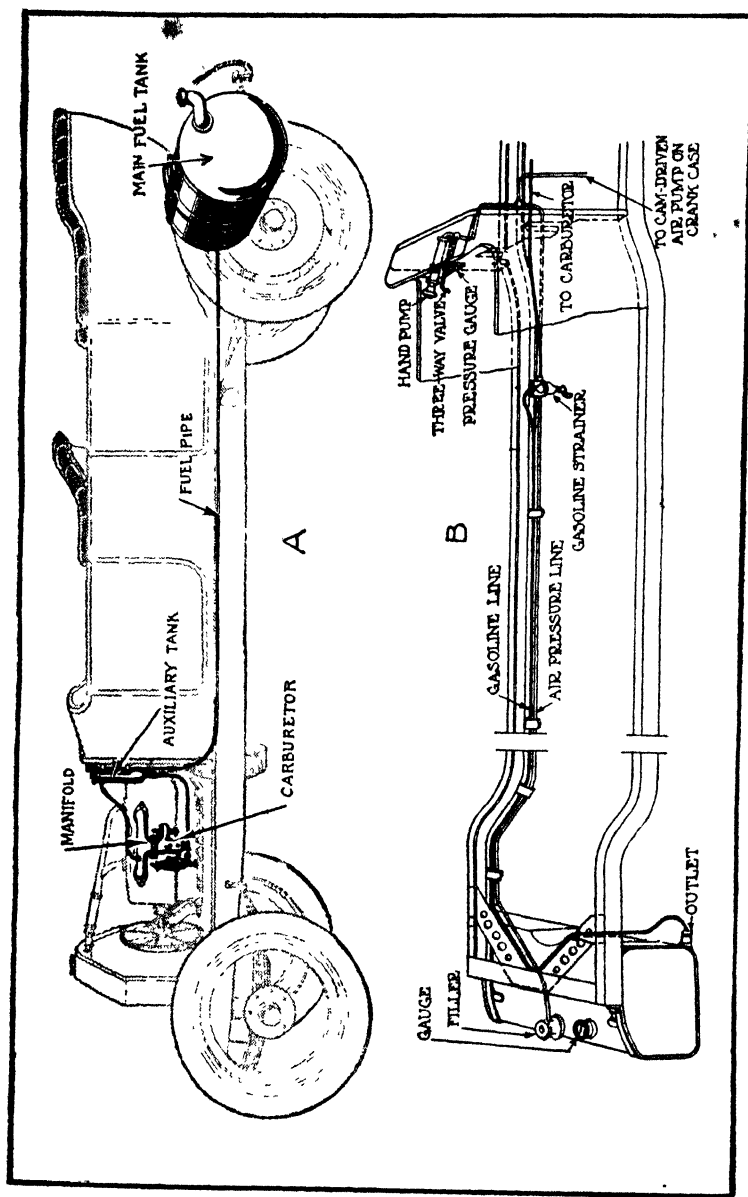 MANIFOLD
AUXILIARY TANK
CARBURETOR
FUEL PIPE
MAIN FUEL TANK
A
GAUGE
FILLER
OUTLET
GASOLINE LINE
AIR PRESSURE LINE
B
HAND PUMP
THREE-WAY VALVE
PRESSURE GAUGE
GASOLINE STRAINER
TO CARBURETOR
TO CAM-DRIVEN
AIR PUMP ON
CRANK CASE